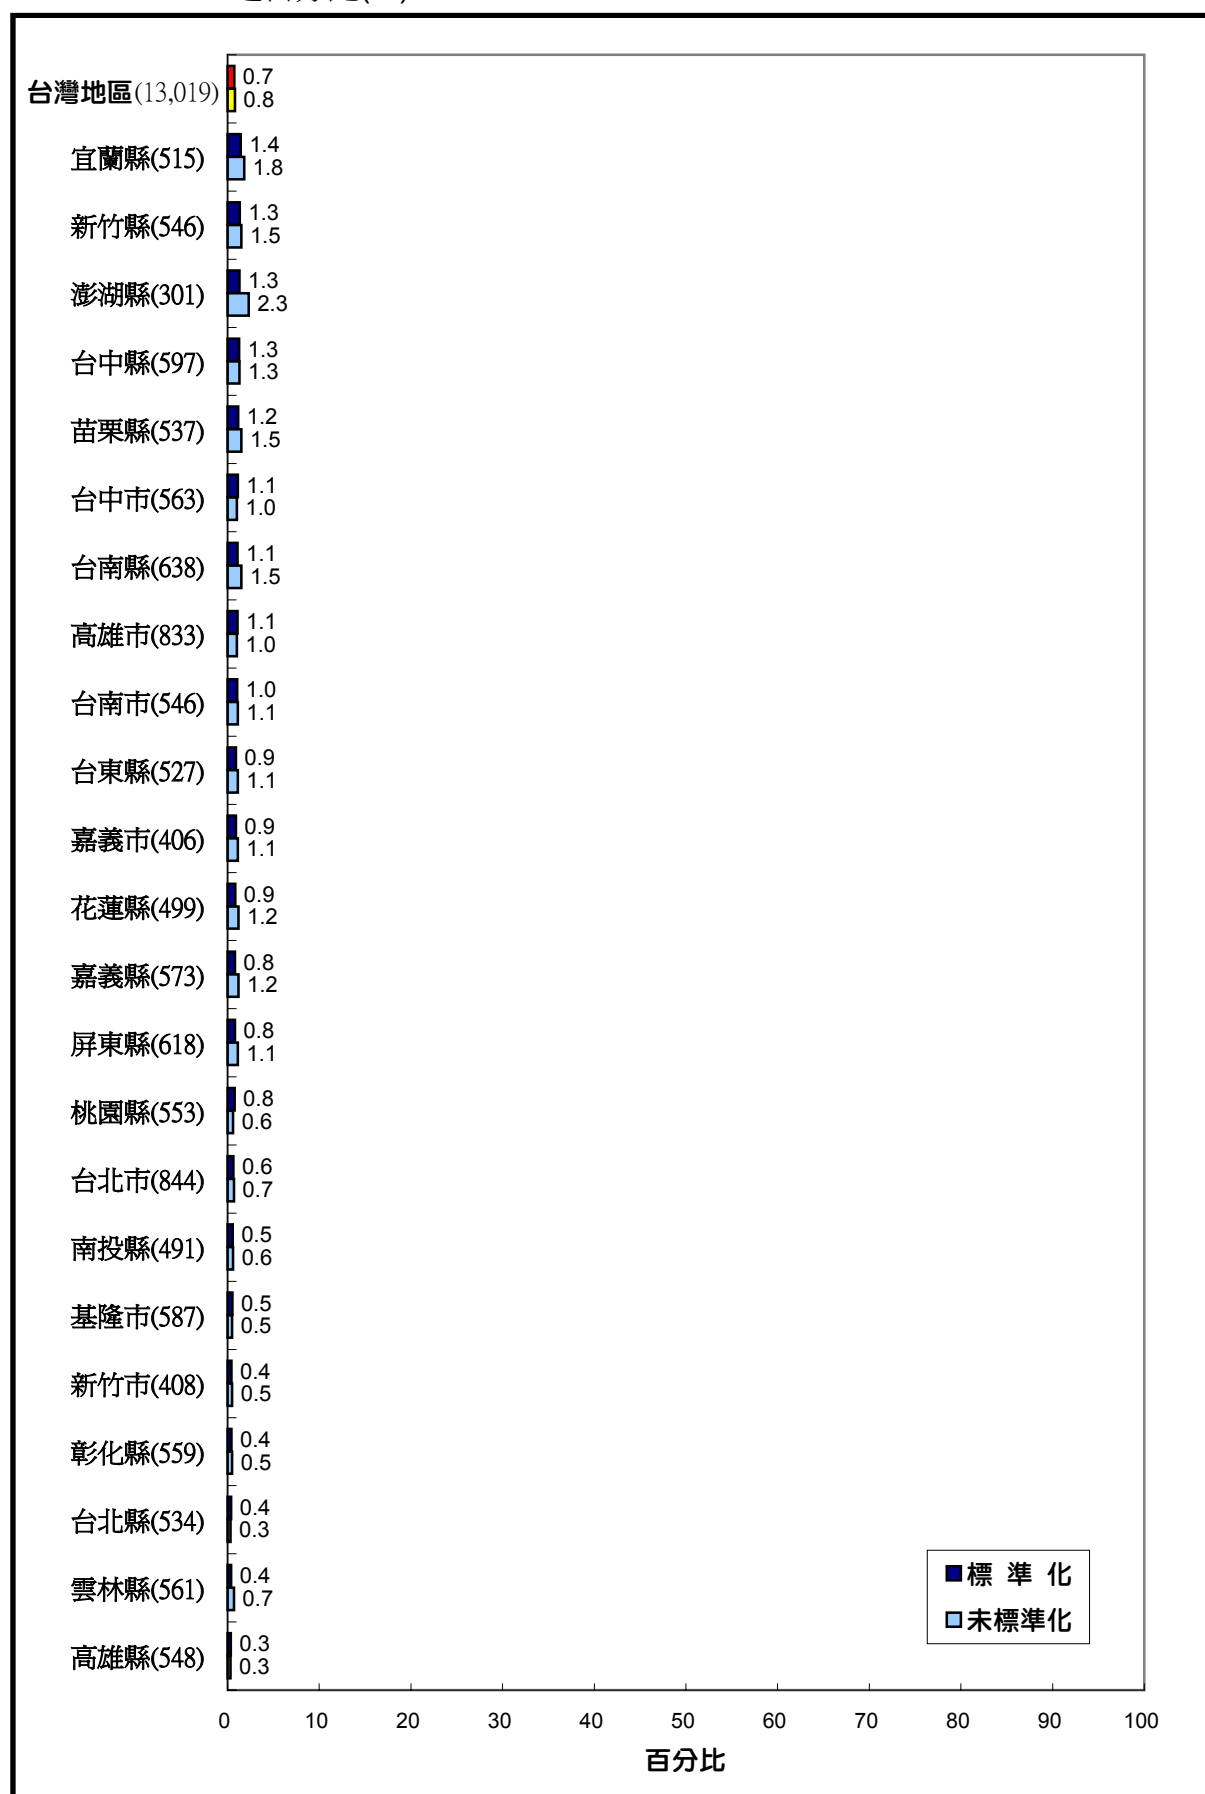 台灣地區(13,019) 0.7 0.8
宜蘭縣(515) 1.4 1.8
新竹縣(546) 1.3 1.5
澎湖縣(301) 1.3 2.3
台中縣(597) 1.3 1.3
苗栗縣(537) 1.2 1.5
台中市(563) 1.1 1.0
台南縣(638) 1.1 1.5
高雄市(833) 1.1 1.0
台南市(546) 1.0 1.1
台東縣(527) 0.9 1.1
嘉義市(406) 0.9 1.1
花蓮縣(499) 0.9 1.2
嘉義縣(573) 0.8 1.2
屏東縣(618) 0.8 1.1
桃園縣(553) 0.8 0.6
台北市(844) 0.6 0.7
南投縣(491) 0.5 0.6
基隆市(587) 0.5 0.5
新竹市(408) 0.4 0.5
彰化縣(559) 0.4 0.5
台北縣(534) 0.4 0.3
雲林縣(561) 0.4 0.7
高雄縣(548) 0.3 0.3
標 準 化
未標準化
0 10 20 30 40 50 60 70 80 90 100
百分比